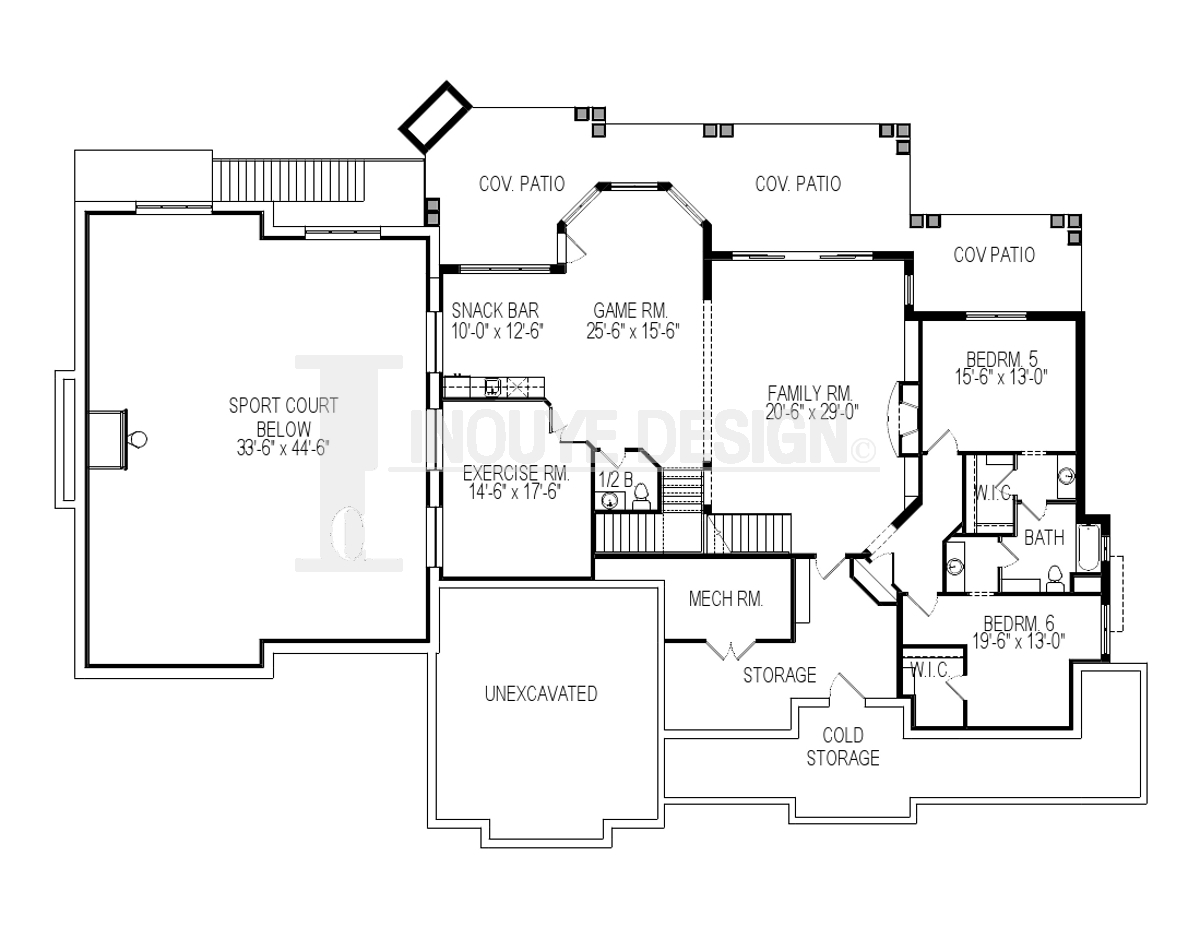 COV. PATIO
COV. PATIO
COV PATIO
SNACK BAR
10'-0" x 12'-6"
GAME RM.
25'-6" x 15'-6"
BEDRM. 5
15'-6" x 13'-0"
FAMILY RM.
20'-6" x 29'-0"
SPORT COURT
BELOW
33'-6" x 44'-6"
INOUYE DESIGN ©
EXERCISE RM.
14'-6" x 17'-6"
1/2 B
W.I.C.
BATH
MECH RM.
BEDRM. 6
19'-6" x 13'-0"
W.I.C.
STORAGE
UNEXCAVATED
COLD
STORAGE